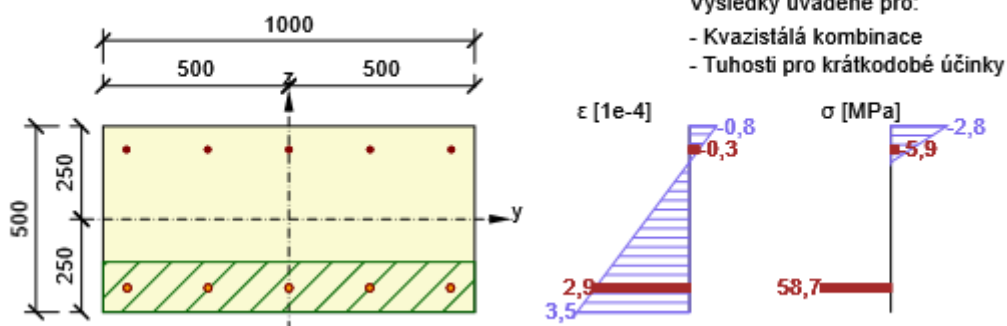 Výsledky uváděné pro:
- Kvazistálá kombinace
- Tuhosti pro krátkodobé účinky
1000
500
500
z
500
250
250
y
ε [1e-4]
-0,8
-0,3
2,9
3,5
σ [MPa]
-2,8
-5,9
58,7